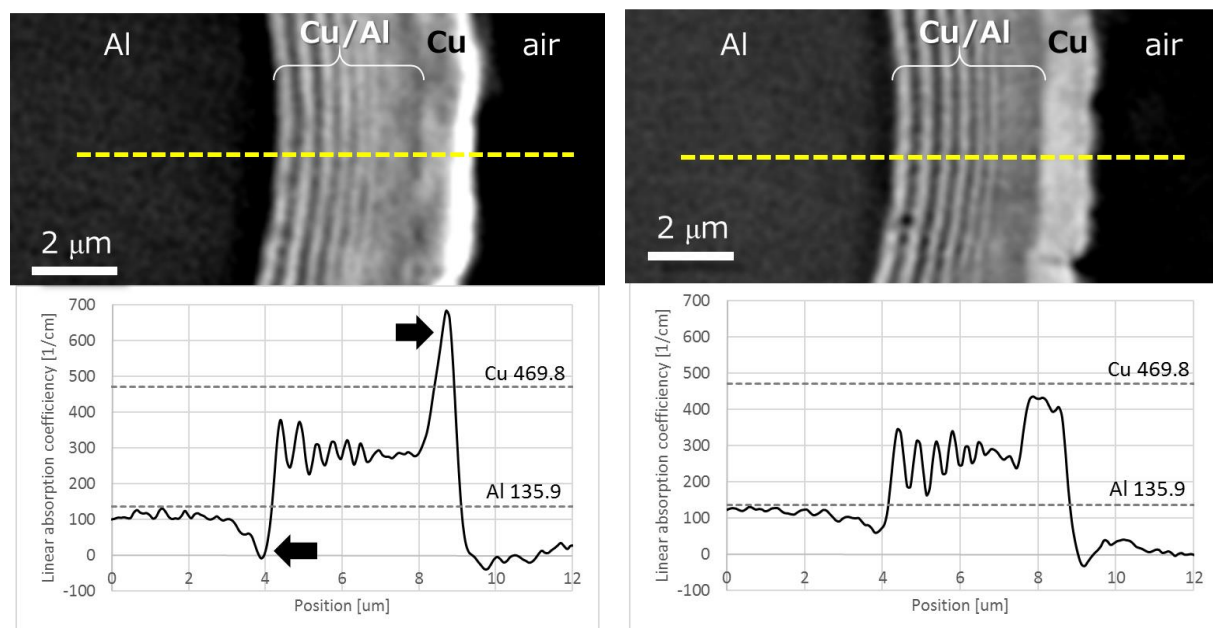 Al
Cu/Al
Cu
air
2 μm
Al
Cu/Al
Cu
air
2 μm
Linear absorption coefficiency [1/cm]
700
600
500
400
300
200
100
0
-100
Cu 469.8
Al 135.9
0
2
4
6
8
10
12
Position [um]
Linear absorption coefficiency [1/cm]
700
600
500
400
300
200
100
0
-100
Cu 469.8
Al 135.9
0
2
4
6
8
10
12
Position [um]